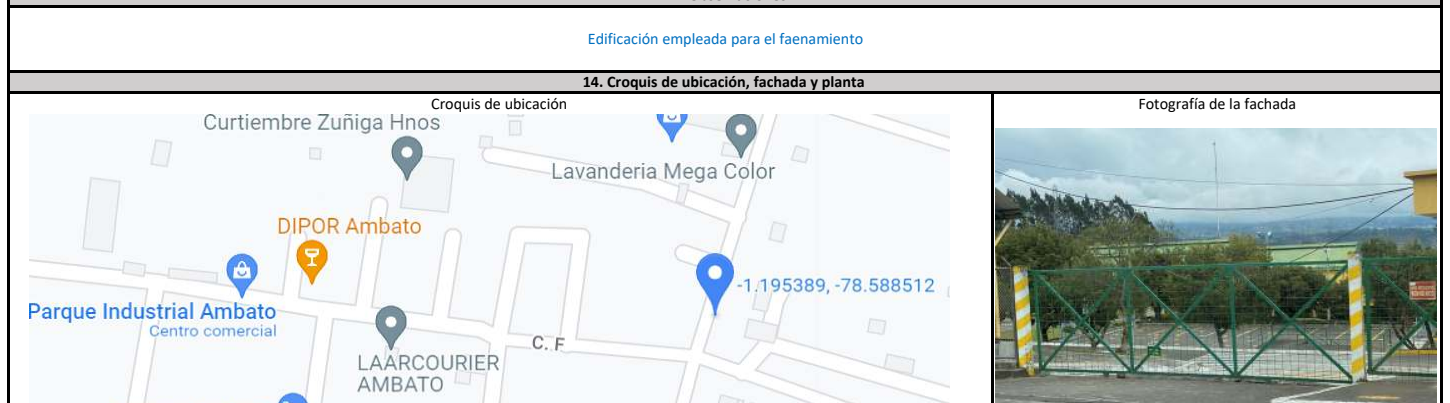 Edificación empleada para el faenamiento
14. Croquis de ubicación, fachada y planta
Croquis de ubicación
Fotografía de la fachada
Curtiembre Zuñiga Hnos
Lavanderia Mega Color
DIPOR Ambato
-1.195389, -78.588512
Parque Industrial Ambato
Centro comercial
C. F
LAARCOURIER
AMBATO